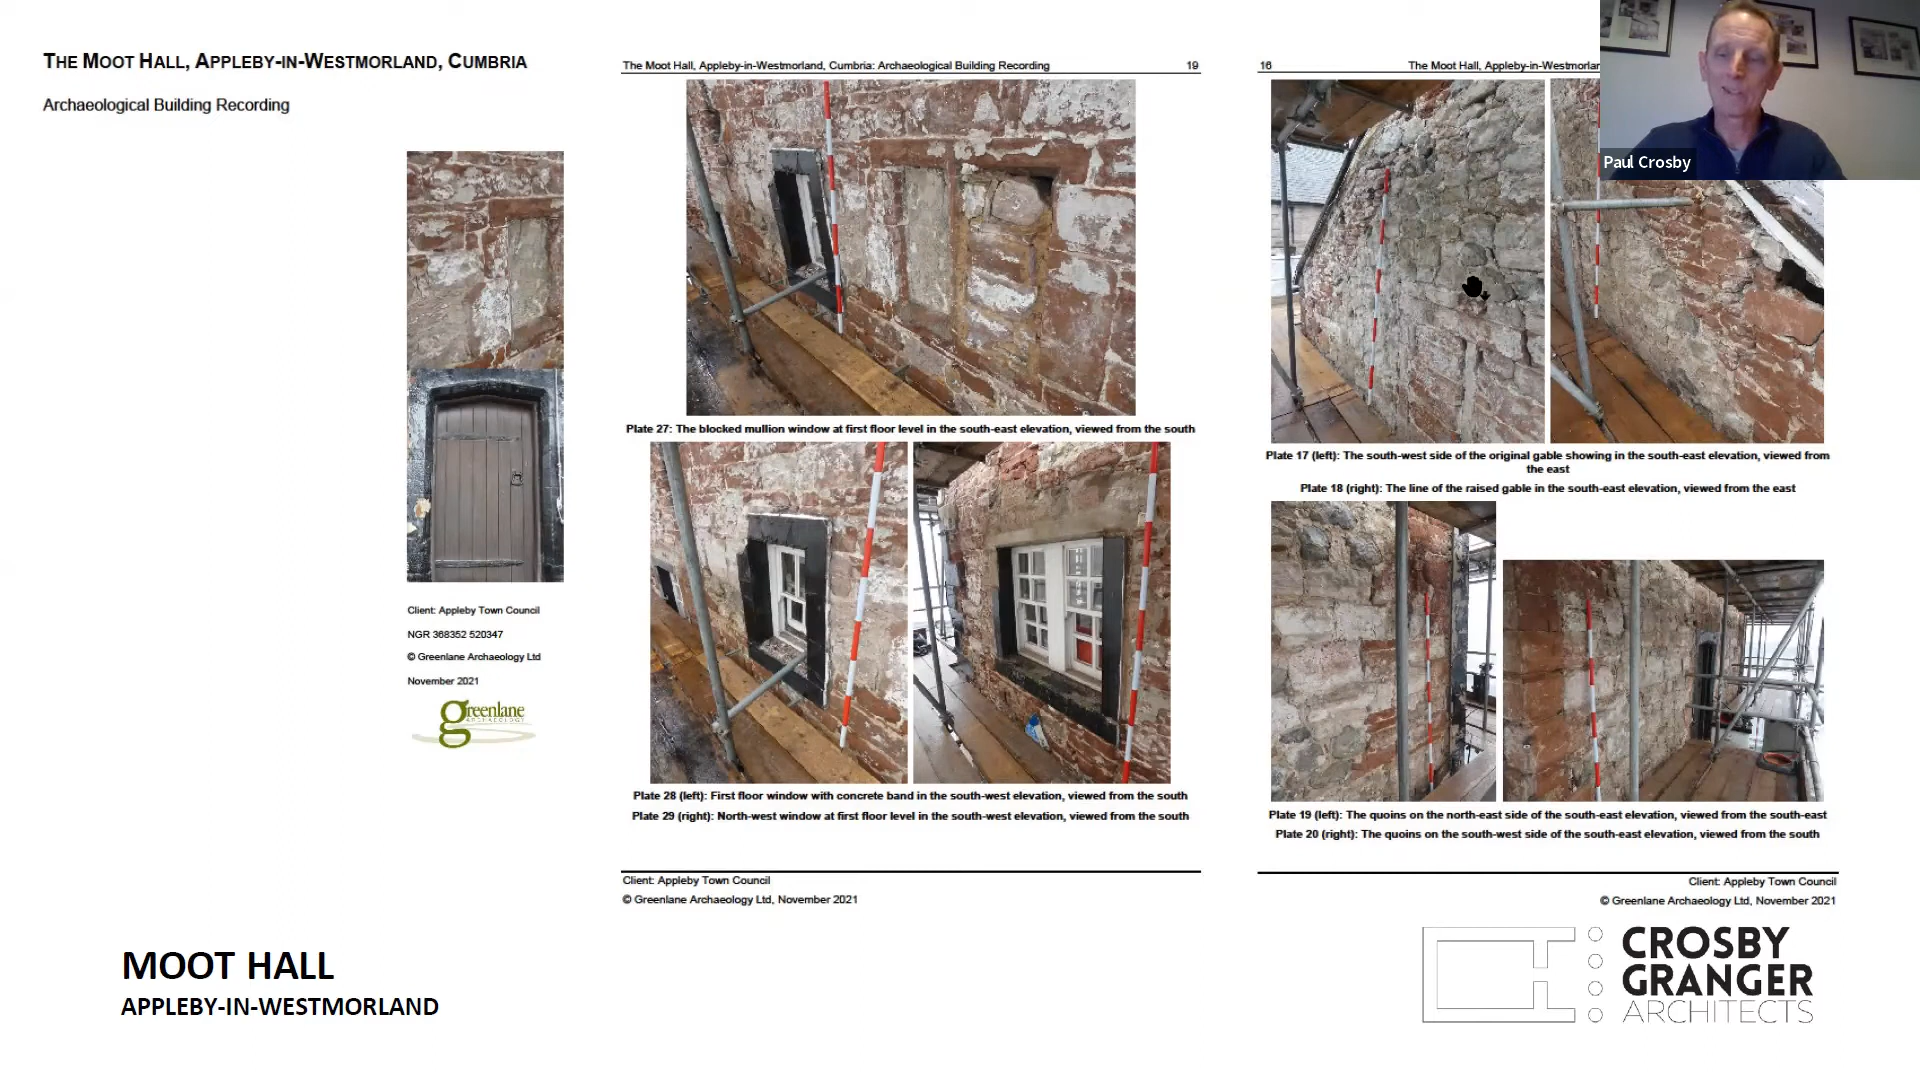 THE MOOT HALL, APPLEBY-IN-WESTMORLAND, CUMBRIA
Archaeological Building Recording
Client: Appleby Town Council
NGR 368352 520347
© Greenlane Archaeology Ltd
November 2021
greenlane
ARCHAEOLOGY
The Moot Hall, Appleby-in-Westmorland, Cumbria: Archaeological Building Recording 19
Plate 27: The blocked mullion window at first floor level in the south-east elevation, viewed from the south
Plate 28 (left): First floor window with concrete band in the south-west elevation, viewed from the south
Plate 29 (right): North-west window at first floor level in the south-west elevation, viewed from the south
Client: Appleby Town Council
© Greenlane Archaeology Ltd, November 2021
16 The Moot Hall, Appleby-in-Westmorlan
Paul Crosby
Plate 17 (left): The south-west side of the original gable showing in the south-east elevation, viewed from
the east
Plate 18 (right): The line of the raised gable in the south-east elevation, viewed from the east
Plate 19 (left): The quoins on the north-east side of the south-east elevation, viewed from the south-east
Plate 20 (right): The quoins on the south-west side of the south-east elevation, viewed from the south
Client: Appleby Town Council
© Greenlane Archaeology Ltd, November 2021
MOOT HALL
APPLEBY-IN-WESTMORLAND
CROSBY
GRANGER
ARCHITECTS